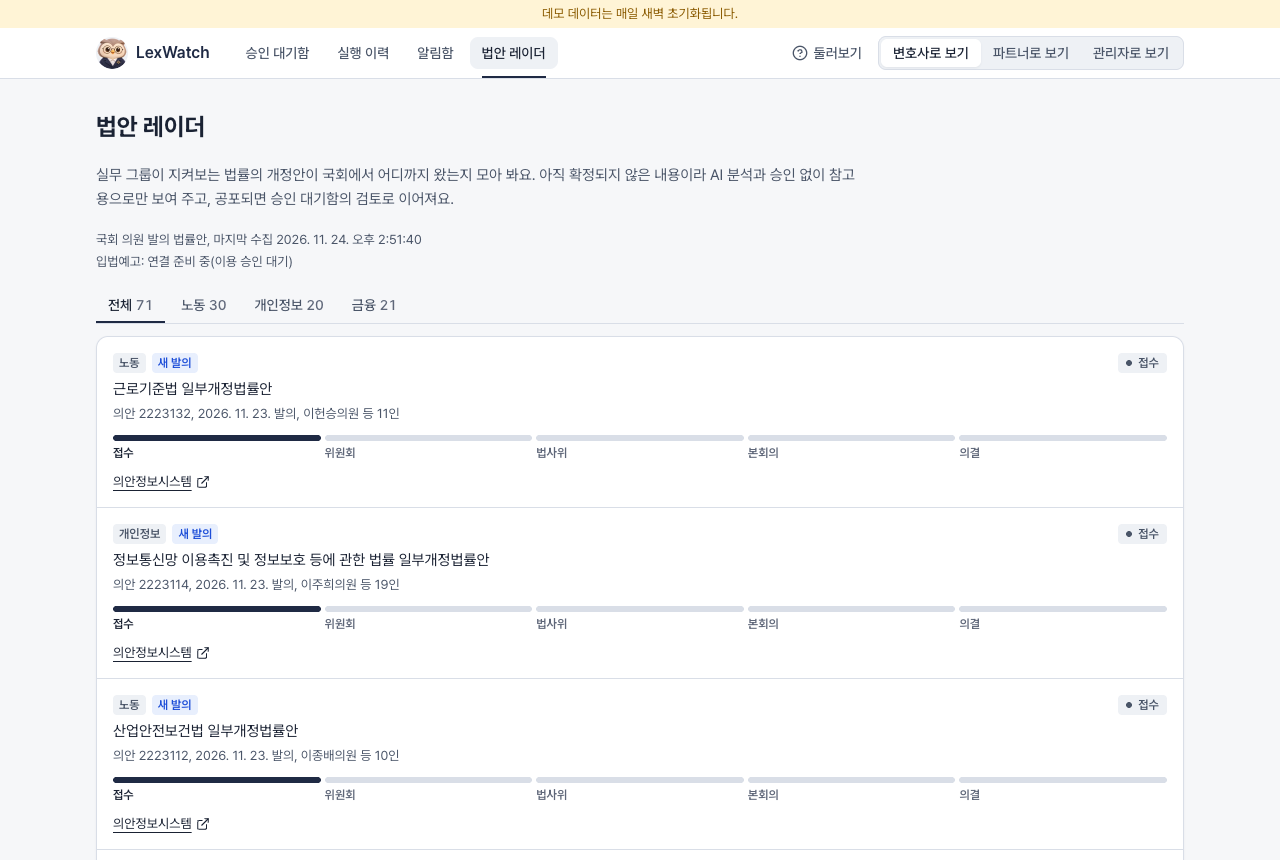 데모 데이터는 매일 새벽 초기화됩니다.
LexWatch 승인 대기함 실행 이력 알림함 법안 레이더 둘러보기 변호사로 보기 파트너로 보기 관리자로 보기
법안 레이더
실무 그룹이 지켜보는 법률의 개정안이 국회에서 어디까지 왔는지 모아 봐요. 아직 확정되지 않은 내용이라 AI 분석과 승인 없이 참고
용으로만 보여 주고, 공포되면 승인 대기함의 검토로 이어져요.
국회 의원 발의 법률안, 마지막 수집 2026. 11. 24. 오후 2:51:40
입법예고: 연결 준비 중(이용 승인 대기)
전체 71 노동 30 개인정보 20 금융 21
노동 새 발의 접수
근로기준법 일부개정법률안
의안 2223132, 2026. 11. 23. 발의, 이헌승의원 등 11인
접수 위원회 법사위 본회의 의결
의안정보시스템
개인정보 새 발의 접수
정보통신망 이용촉진 및 정보보호 등에 관한 법률 일부개정법률안
의안 2223114, 2026. 11. 23. 발의, 이주희의원 등 19인
접수 위원회 법사위 본회의 의결
의안정보시스템
노동 새 발의 접수
산업안전보건법 일부개정법률안
의안 2223112, 2026. 11. 23. 발의, 이종배의원 등 10인
접수 위원회 법사위 본회의 의결
의안정보시스템